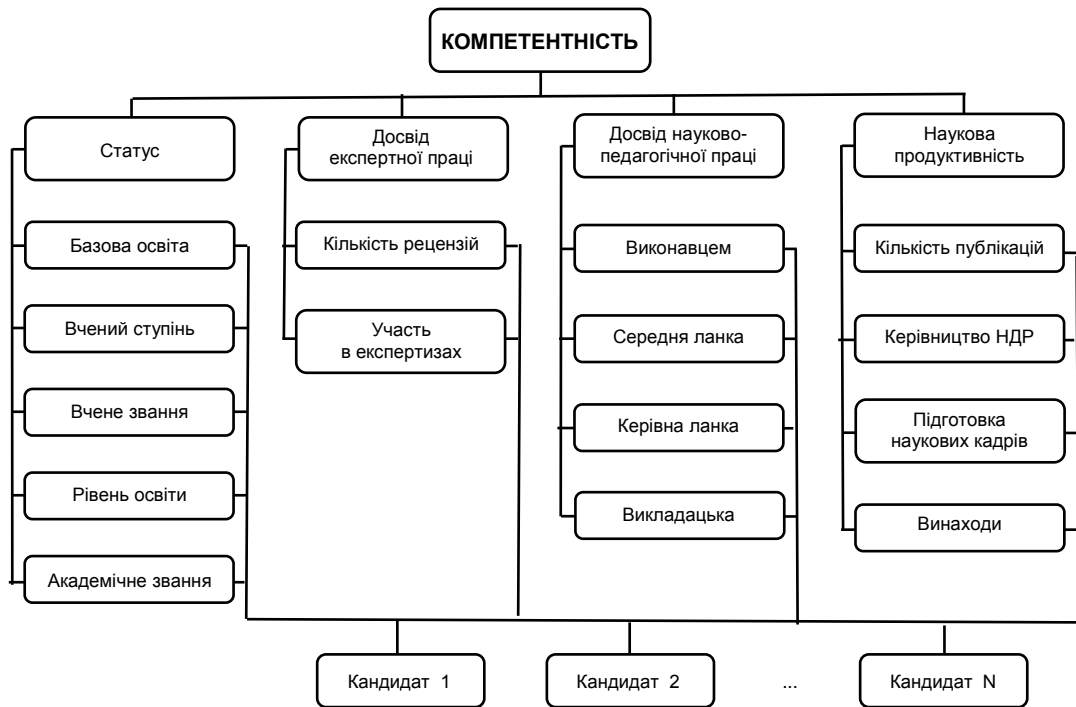 КОМПЕТЕНТНІСТЬ
Статус
Досвід
експертної праці
Досвід науково-
педагогічної праці
Наукова
продуктивність
Базова освіта
Кількість рецензій
Виконавцем
Кількість публікацій
Вчений ступінь
Участь
в експертизах
Середня ланка
Керівництво НДР
Вчене звання
Керівна ланка
Підготовка
наукових кадрів
Рівень освіти
Викладацька
Винаходи
Академічне звання
Кандидат 1
Кандидат 2
...
Кандидат N